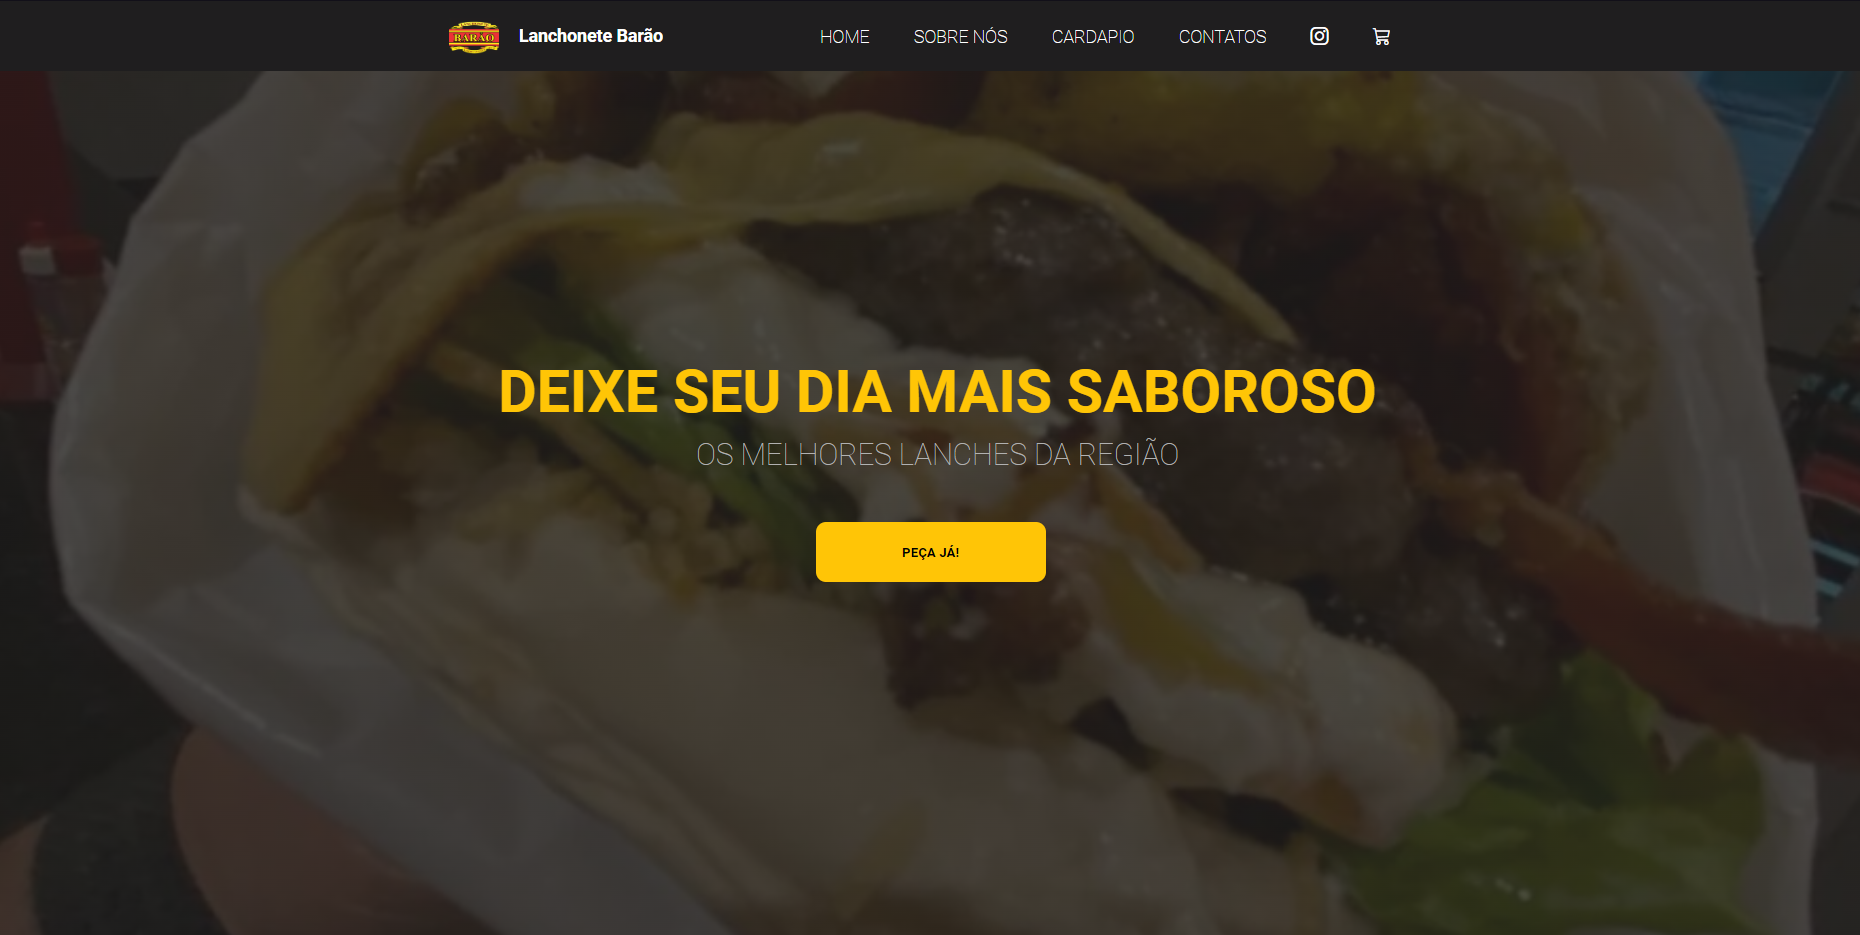 BARÃO
Lanchonete Barão
HOME
SOBRE NÓS
CARDAPIO
CONTATOS
DEIXE SEU DIA MAIS SABOROSO
OS MELHORES LANCHES DA REGIÃO
PEÇA JÁ!